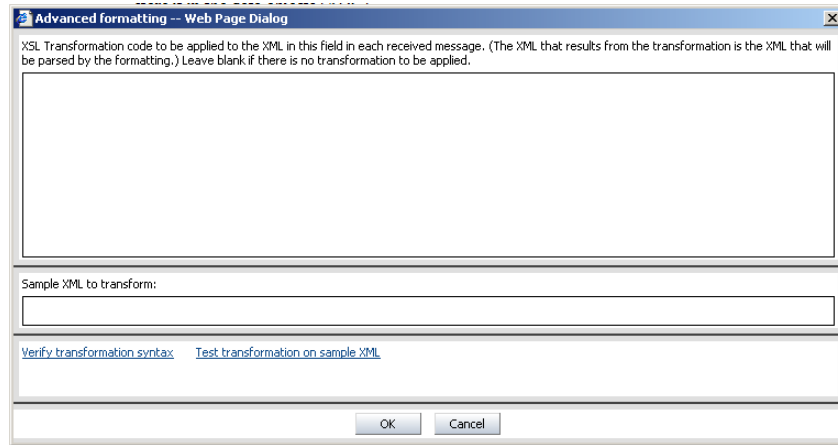 Advanced formatting -- Web Page Dialog
XSL Transformation code to be applied to the XML in this field in each received message. (The XML that results from the transformation is the XML that will
be parsed by the formatting.) Leave blank if there is no transformation to be applied.
Sample XML to transform:
Verify transformation syntax Test transformation on sample XML
OK Cancel